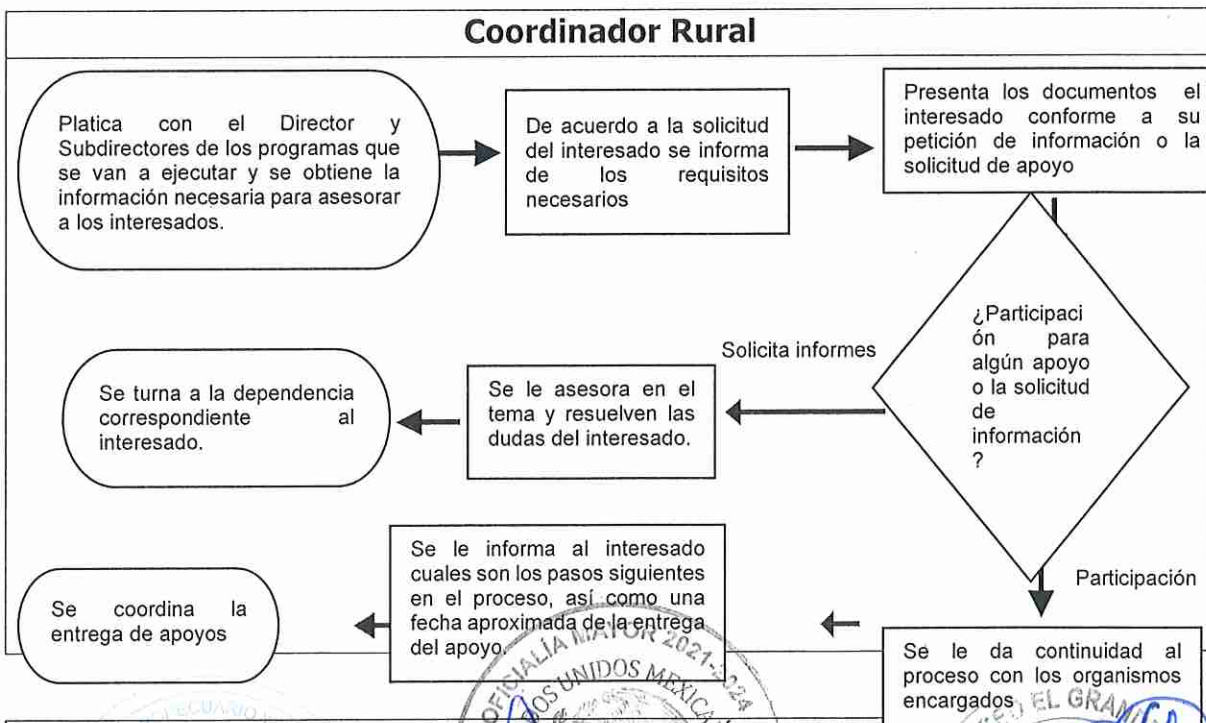 Coordinador Rural
Platica con el Director y
Subdirectores de los programas que
se van a ejecutar y se obtiene la
información necesaria para asesorar
a los interesados.
De acuerdo a la solicitud
del interesado se informa
de los requisitos
necesarios
Presenta los documentos el
interesado conforme a su
petición de información o la
solicitud de apoyo
¿Participaci
ón para
algún apoyo
o la solicitud
de
información
?
Solicita informes
Se le asesora en el
tema y resuelven las
dudas del interesado.
Se turna a la dependencia
correspondiente al
interesado.
Participación
Se le da continuidad al
proceso con los organismos
encargados
Se le informa al interesado
cuales son los pasos siguientes
en el proceso, así como una
fecha aproximada de la entrega
del apoyo.
Se coordina la
entrega de apoyos
OFICIALÍA MAYOR 2021-2024
UNIDOS
EL